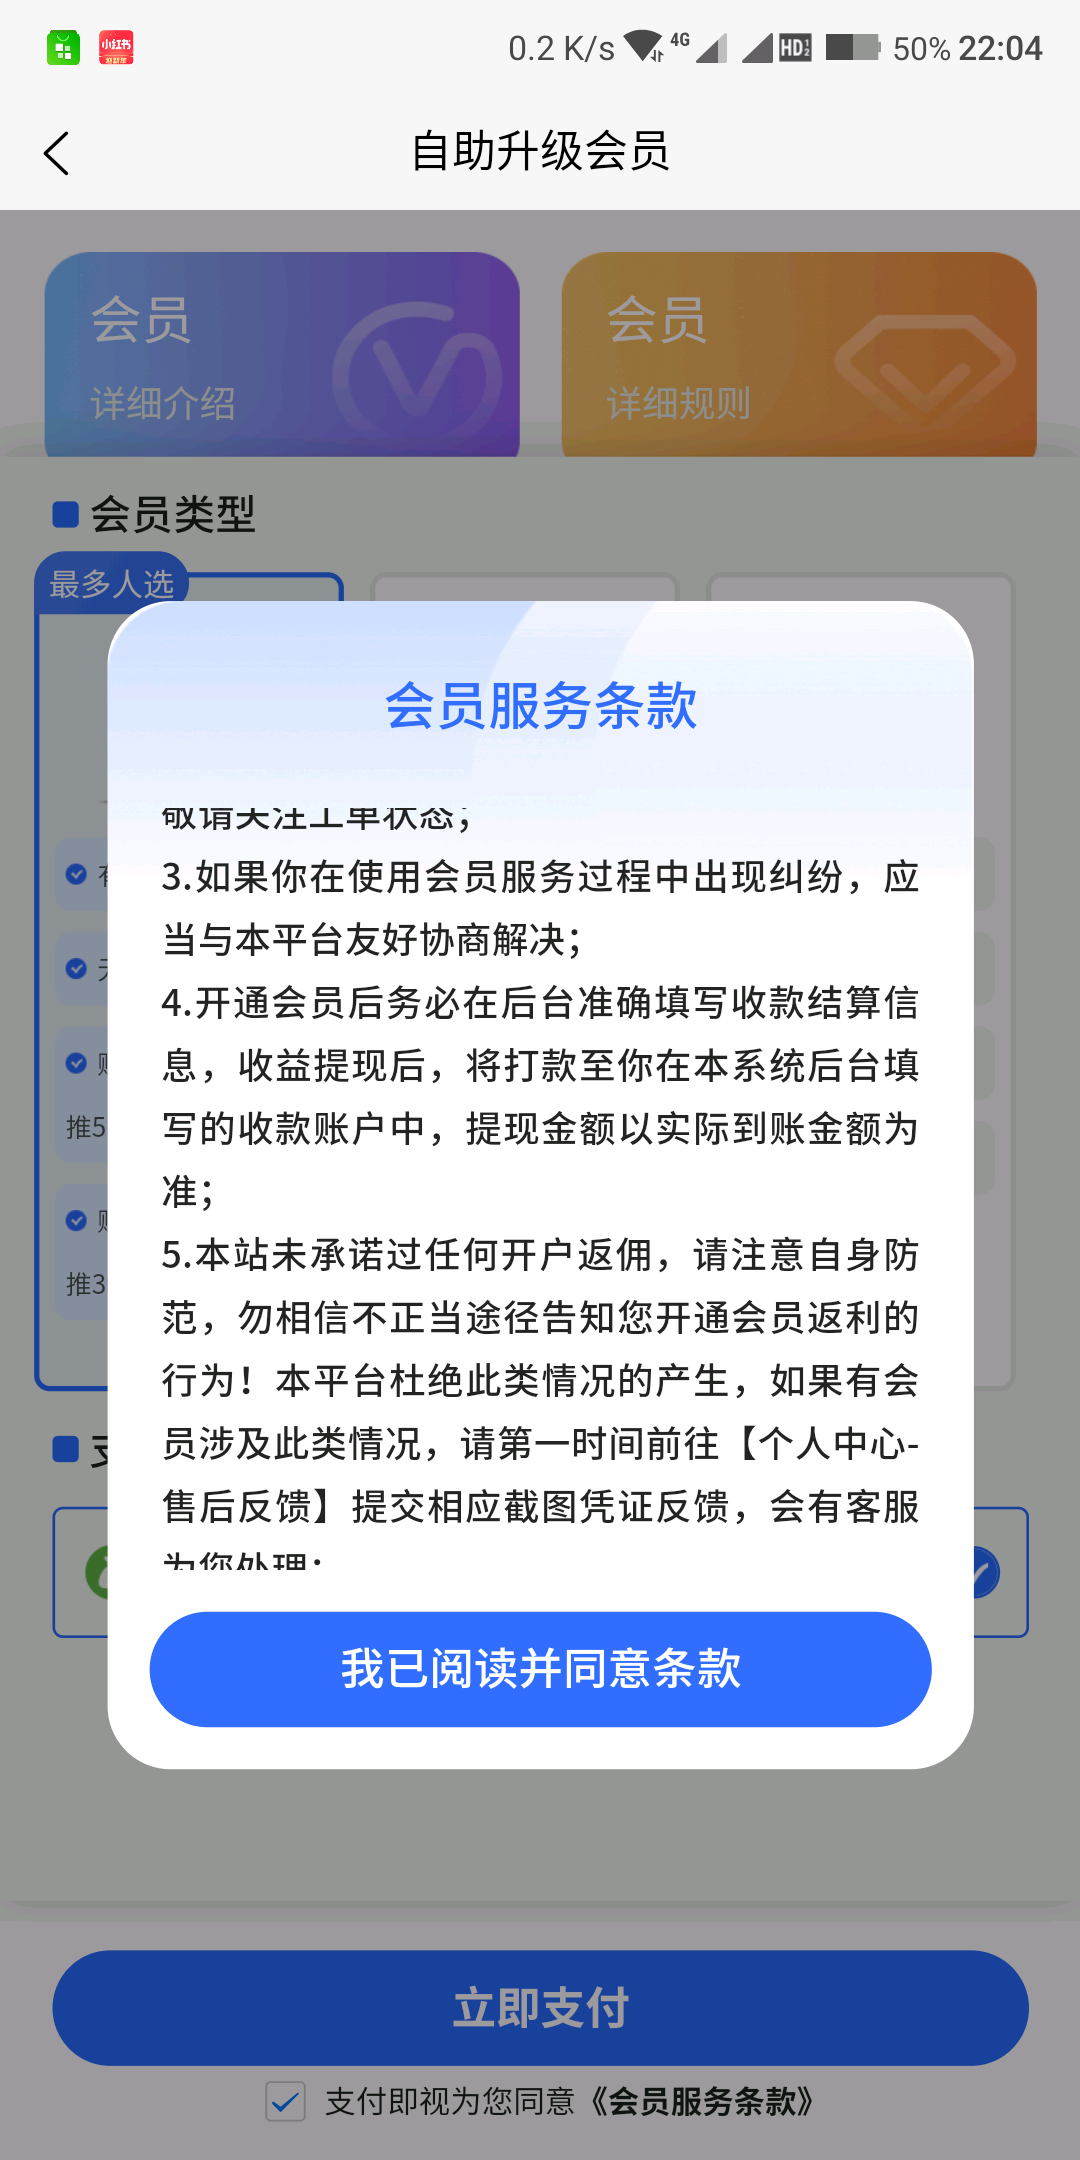 小红书
0.2 K/s 4G HD 50% 22:04
自助升级会员
会员
详细介绍
会员
详细规则
会员类型
最多人选
推5
推3
会员服务条款
敬请关注工单状态；
3.如果你在使用会员服务过程中出现纠纷，应
当与本平台友好协商解决；
4.开通会员后务必在后台准确填写收款结算信
息，收益提现后，将打款至你在本系统后台填
写的收款账户中，提现金额以实际到账金额为
准；
5.本站未承诺过任何开户返佣，请注意自身防
范，勿相信不正当途径告知您开通会员返利的
行为！本平台杜绝此类情况的产生，如果有会
员涉及此类情况，请第一时间前往【个人中心-
售后反馈】提交相应截图凭证反馈，会有客服
为您处理；
我已阅读并同意条款
立即支付
支付即视为您同意《会员服务条款》